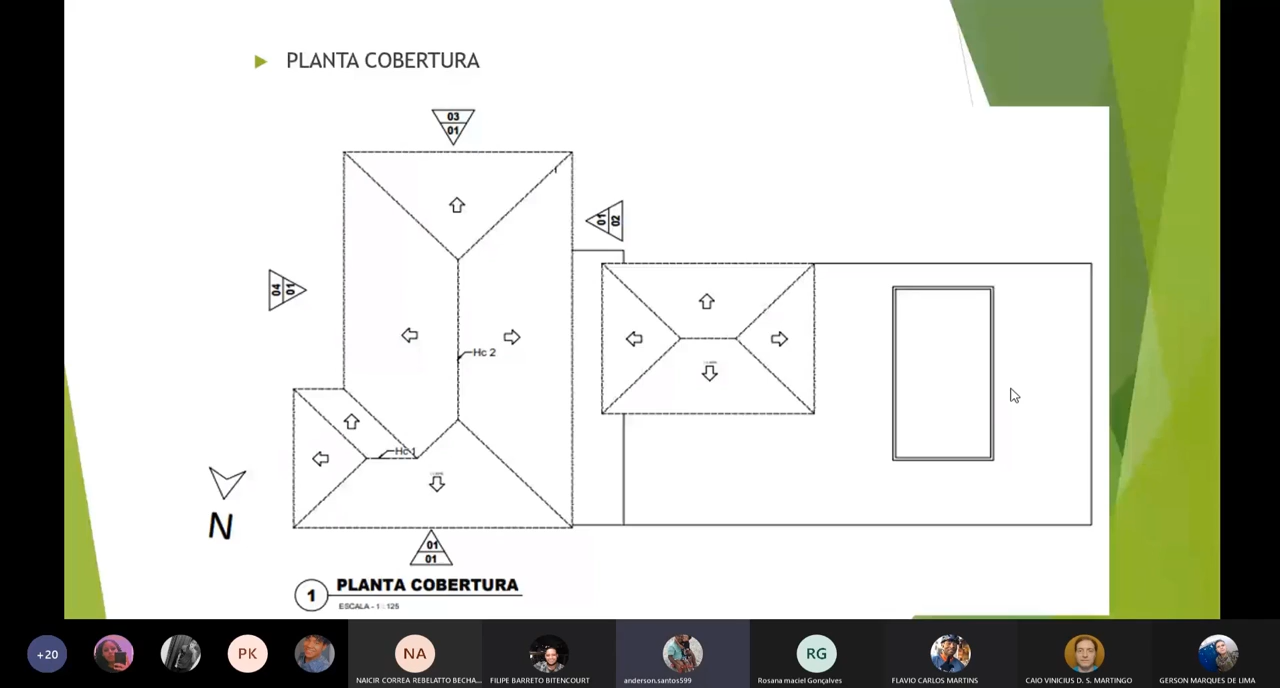 PLANTA COBERTURA
03
01
01
02
04
01
Hc 2
Hc 1
N
01
01
1
PLANTA COBERTURA
ESCALA - 1 : 125
+20
PK
NA
RG
NAICIR CORREA REBELATTO BECHA...
FILIPE BARRETO BITENCOURT
anderson.santos599
Rosana maciel Gonçalves
FLAVIO CARLOS MARTINS
CAIO VINICIUS D. S. MARTINGO
GERSON MARQUES DE LIMA